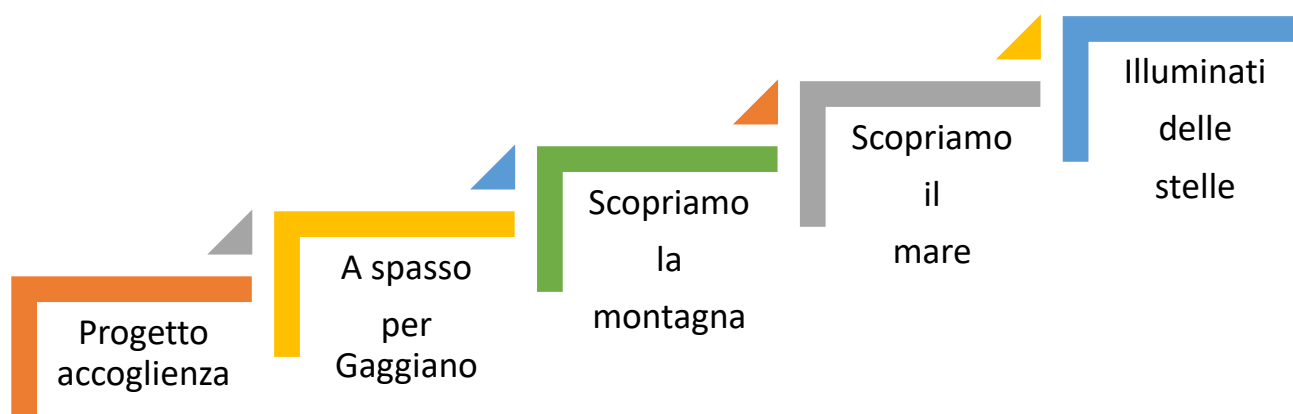 Progetto
accoglienza
A spasso
per
Gaggiano
Scopriamo
la
montagna
Scopriamo
il
mare
Illuminati
delle
stelle